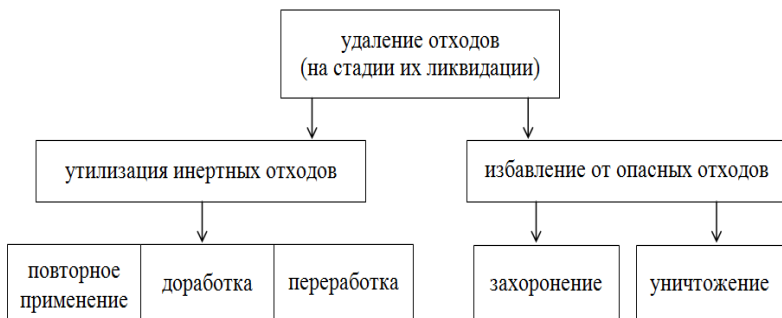 удаление отходов
(на стадии их ликвидации)
утилизация инертных отходов
избавление от опасных отходов
повторное
применение
доработка
переработка
захоронение
уничтожение